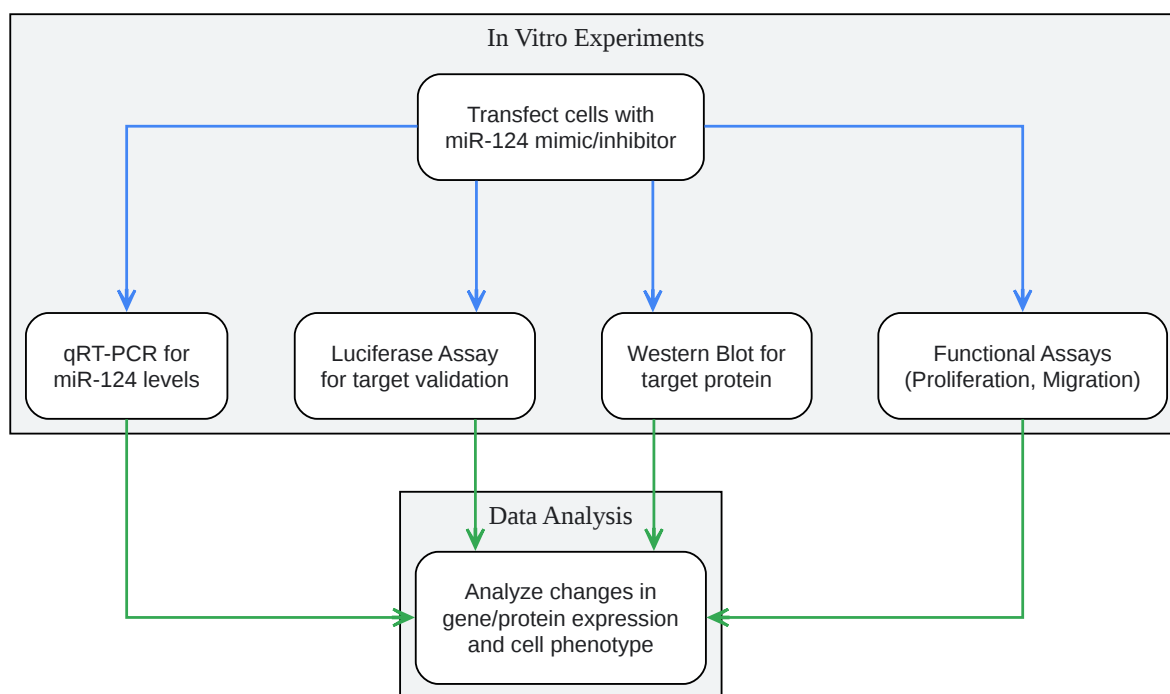 In Vitro Experiments
Transfect cells with
miR-124 mimic/inhibitor
qRT-PCR for
miR-124 levels
Luciferase Assay
for target validation
Western Blot for
target protein
Functional Assays
(Proliferation, Migration)
Data Analysis
Analyze changes in
gene/protein expression
and cell phenotype